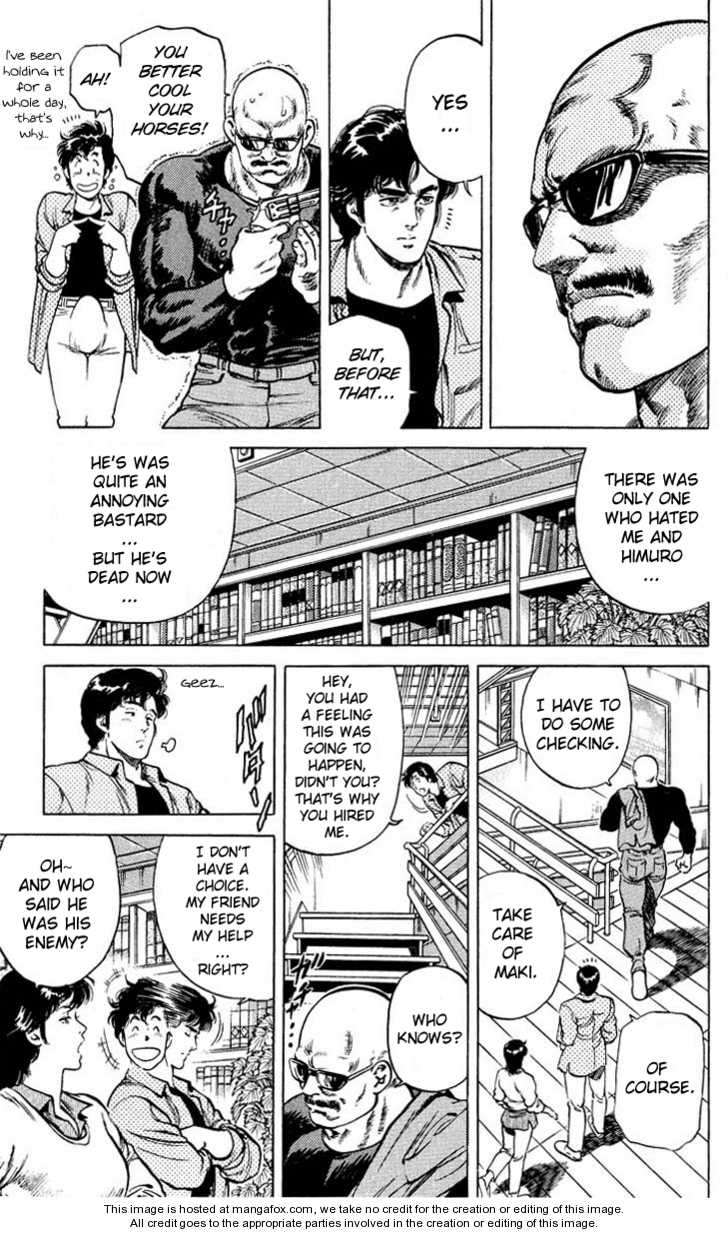 YES
...
BUT,
BEFORE
THAT...
YOU
BETTER
COOL
YOUR
HORSES!
AH!
I've been
holding it
for a
whole day,
that's
why...
THERE WAS
ONLY ONE
WHO HATED
ME AND
HIMURO
...
HE'S WAS
QUITE AN
ANNOYING
BASTARD
...
BUT HE'S
DEAD NOW
...
I HAVE TO
DO SOME
CHECKING.
TAKE
CARE
OF
MAKI.
OF
COURSE.
HEY,
YOU HAD
A FEELING
THIS WAS
GOING TO
HAPPEN,
DIDN'T YOU?
THAT'S WHY
YOU HIRED
ME.
WHO
KNOWS?
Geez...
I DON'T
HAVE A
CHOICE.
MY FRIEND
NEEDS
MY HELP
...
RIGHT?
OH~
AND WHO
SAID HE
WAS HIS
ENEMY?
This image is hosted at mangafox.com, we take no credit for the creation or editing of this image.
All credit goes to the appropriate parties involved in the creation or editing of this image.